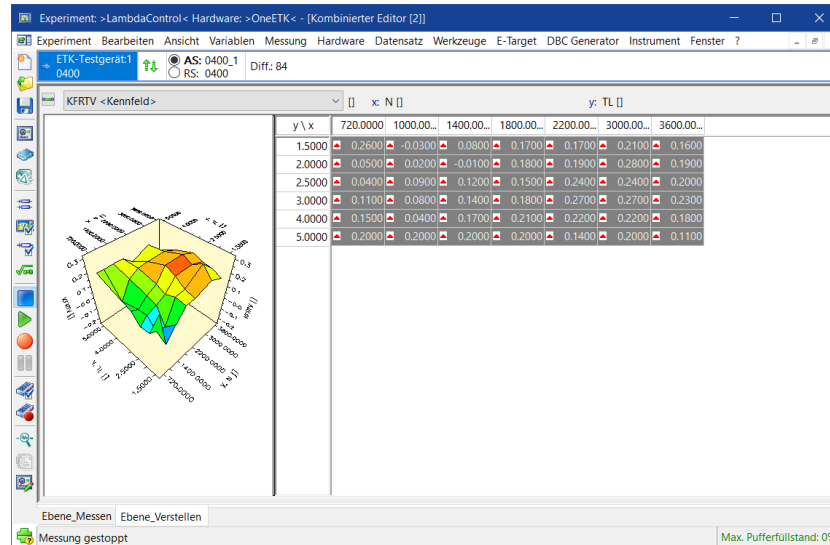 Experiment: >LambdaControl< Hardware: >OneETK< - [Kombinierter Editor [2]]
Experiment Bearbeiten Ansicht Variablen Messung Hardware Datensatz Werkzeuge E-Target DBC Generator Instrument Fenster ?
ETK-Testgerät:1
0400
AS: 0400_1
RS: 0400
Diff.: 84
KFRTV <Kennfeld>
[] x: N [] y: TL []
y \ x 720.0000 1000.00... 1400.00... 1800.00... 2200.00... 3000.00... 3600.00...
1.5000 0.2600 -0.0300 0.0800 0.1700 0.1700 0.2100 0.1600
2.0000 0.0500 0.0200 -0.0100 0.1800 0.1900 0.2800 0.1900
2.5000 0.0400 0.0900 0.1200 0.1500 0.2400 0.2400 0.2000
3.0000 0.1100 0.0800 0.1400 0.1800 0.2700 0.2700 0.2300
4.0000 0.1500 0.0400 0.1700 0.2100 0.2200 0.2200 0.1800
5.0000 0.2000 0.2000 0.2000 0.2000 0.1400 0.2000 0.1100
Ebene_Messen Ebene_Verstellen
Messung gestoppt
Max. Pufferfüllstand: 0%